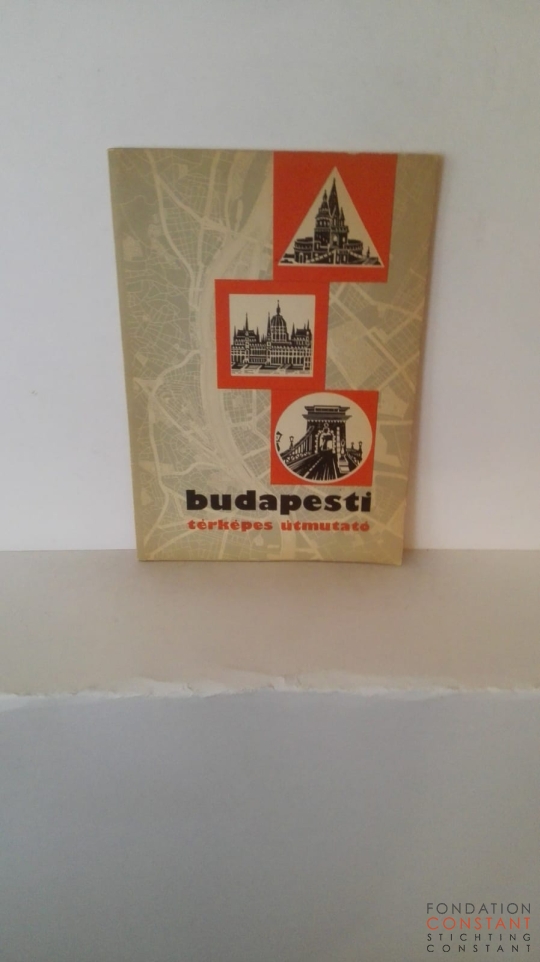 budapesti
térképes útmutató
FONDATION
CONSTANT
STICHTING
CONSTANT